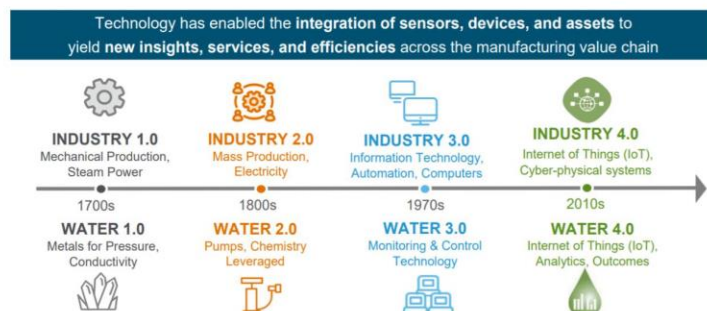 Technology has enabled the integration of sensors, devices, and assets to
yield new insights, services, and efficiencies across the manufacturing value chain
INDUSTRY 1.0
Mechanical Production,
Steam Power
INDUSTRY 2.0
Mass Production,
Electricity
INDUSTRY 3.0
Information Technology,
Automation, Computers
INDUSTRY 4.0
Internet of Things (IoT),
Cyber-physical systems
1700s
1800s
1970s
2010s
WATER 1.0
Metals for Pressure,
Conductivity
WATER 2.0
Pumps, Chemistry
Leveraged
WATER 3.0
Monitoring & Control
Technology
WATER 4.0
Internet of Things (IoT),
Analytics, Outcomes